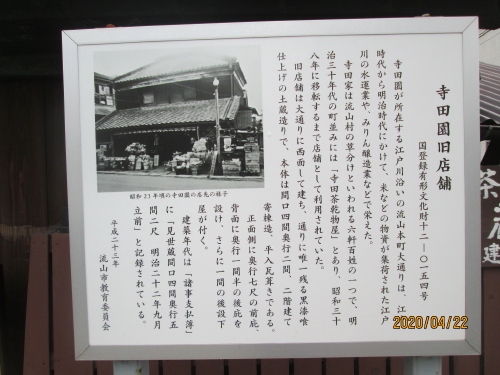 寺田園旧店舗
国登録有形文化財十二―〇一五四号
寺田園が所在する江戸川沿いの流山本町大通りは、江
時代から明治時代にかけて、米などの物資が集荷された江戸
川の水運業や、みりん醸造業などで栄えた。
寺田家は流山村の草分けといわれる六軒百姓の一つで、明
治三十年代の町並みには「寺田茶乾物屋」とあり、昭和三十
八年に移転するまで店舗として利用されていた。
旧店舗は大通りに西面して建ち、通りに唯一残る黒漆喰
仕上げの土蔵造りで、本体は間口四間奥行二間、二階建て
寄棟造、平入瓦葺きである。
正面側に奥行七尺の前庇、
背面に奥行一間半の後庇を
設け、さらに一間の後設下
屋が付く。
建築年代は「諸事支払簿」
に「見世蔵間口四間奥行五
間二尺 明治二十二年九月
立前」と記録されている。
平成二十三年
流山市教育委員会
昭和23年頃の寺田園の店先の様子
茶
2020/04/22